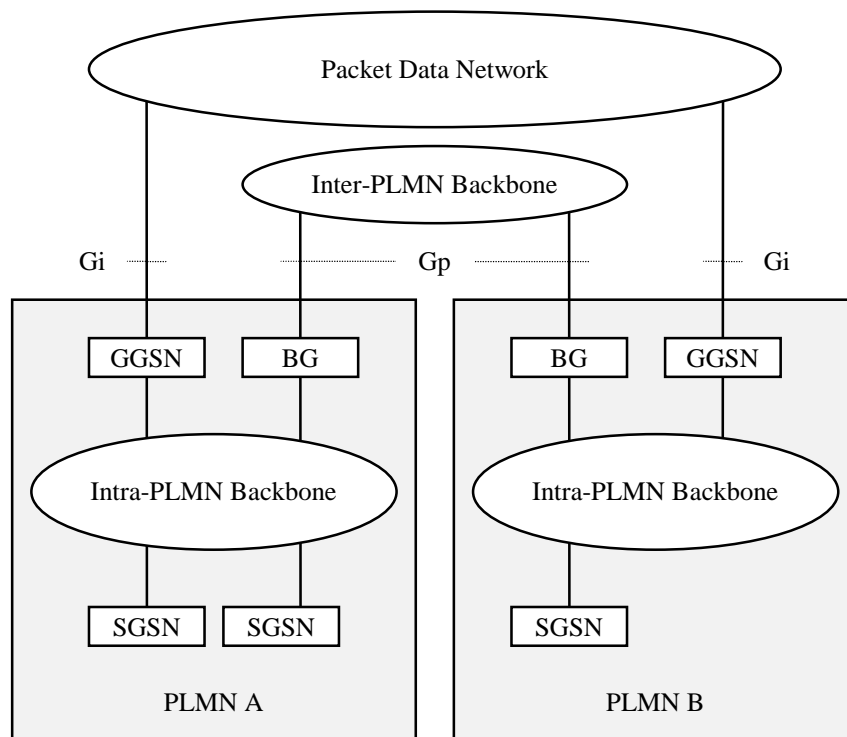 Packet Data Network
Inter-PLMN Backbone
Gi Gp Gi
GGSN BG BG GGSN
Intra-PLMN Backbone Intra-PLMN Backbone
SGSN SGSN SGSN
PLMN A PLMN B